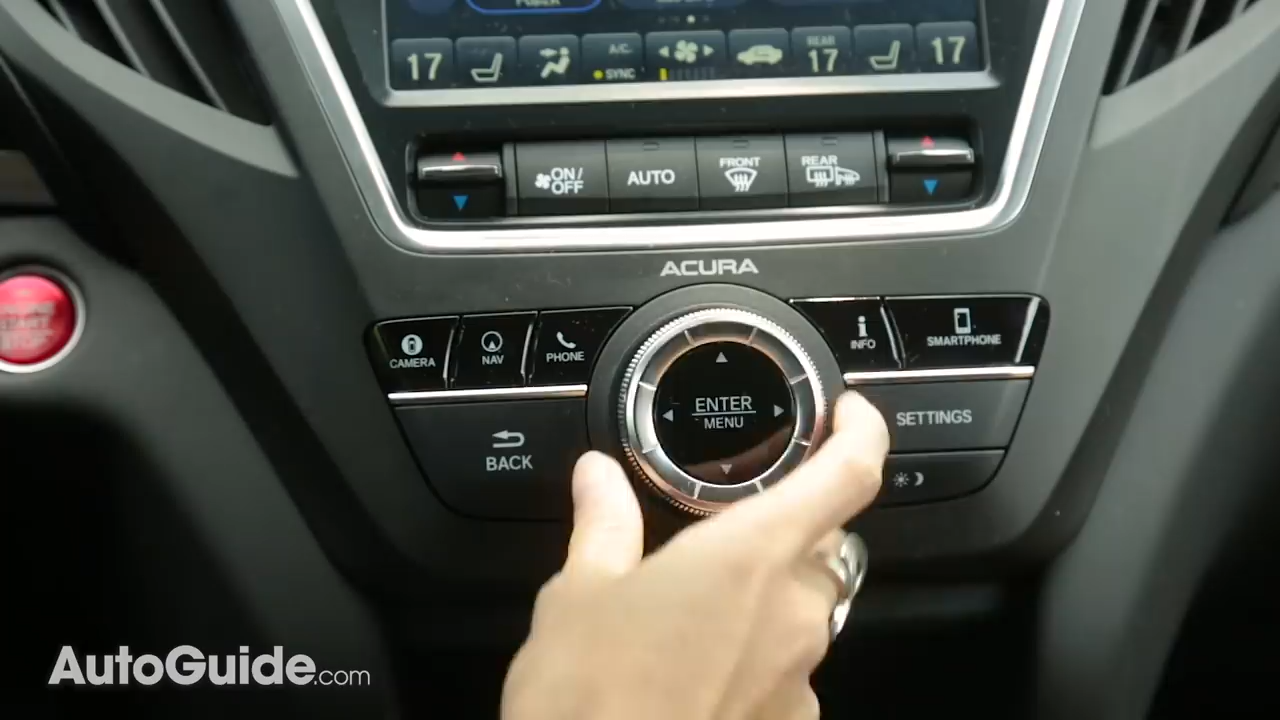 17
A/C
SYNC
REAR
17
17
ON/
OFF
AUTO
FRONT
REAR
ACURA
CAMERA
NAV
PHONE
INFO
SMARTPHONE
ENTER
MENU
SETTINGS
BACK
AutoGuide.com